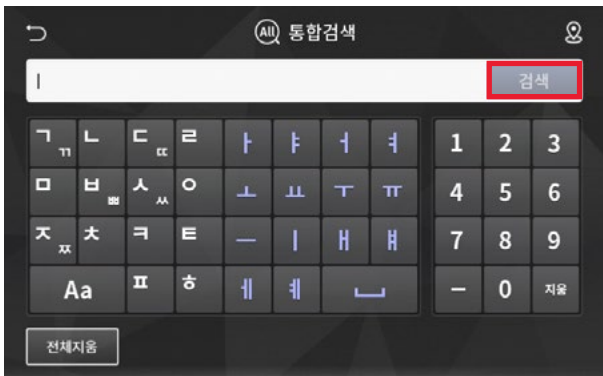 All 통합검색
검색
ㄱ ㄲ ㄴ ㄷ ㄸ ㄹ ㅏ ㅑ ㅓ ㅕ 1 2 3
ㅁ ㅂ ㅃ ㅅ ㅆ ㅇ ㅗ ㅛ ㅜ ㅠ 4 5 6
ㅈ ㅉ ㅊ ㅋ ㅌ ㅡ ㅣ ㅐ ㅒ 7 8 9
Aa ㅍ ㅎ ㅔ ㅖ - 0 지움
전체지움